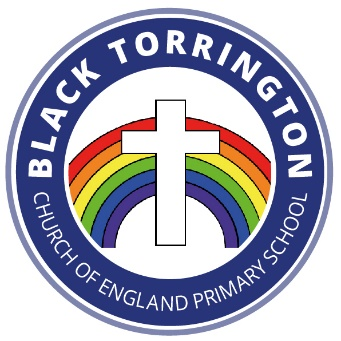 BLACK TORRINGTON
CHURCH OF ENGLAND PRIMARY SCHOOL